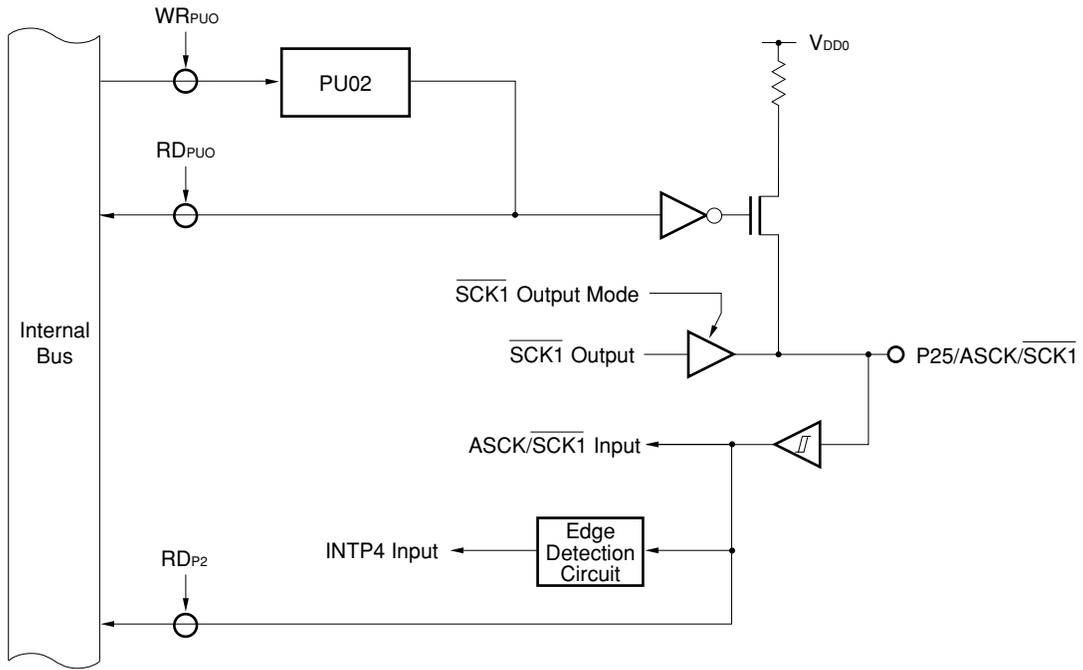 WRPUO
VDD0
PU02
RDPUO
SCK1 Output Mode
Internal
Bus
SCK1 Output
P25/ASCK/SCK1
ASCK/SCK1 Input
Edge
Detection
Circuit
INTP4 Input
RDP2